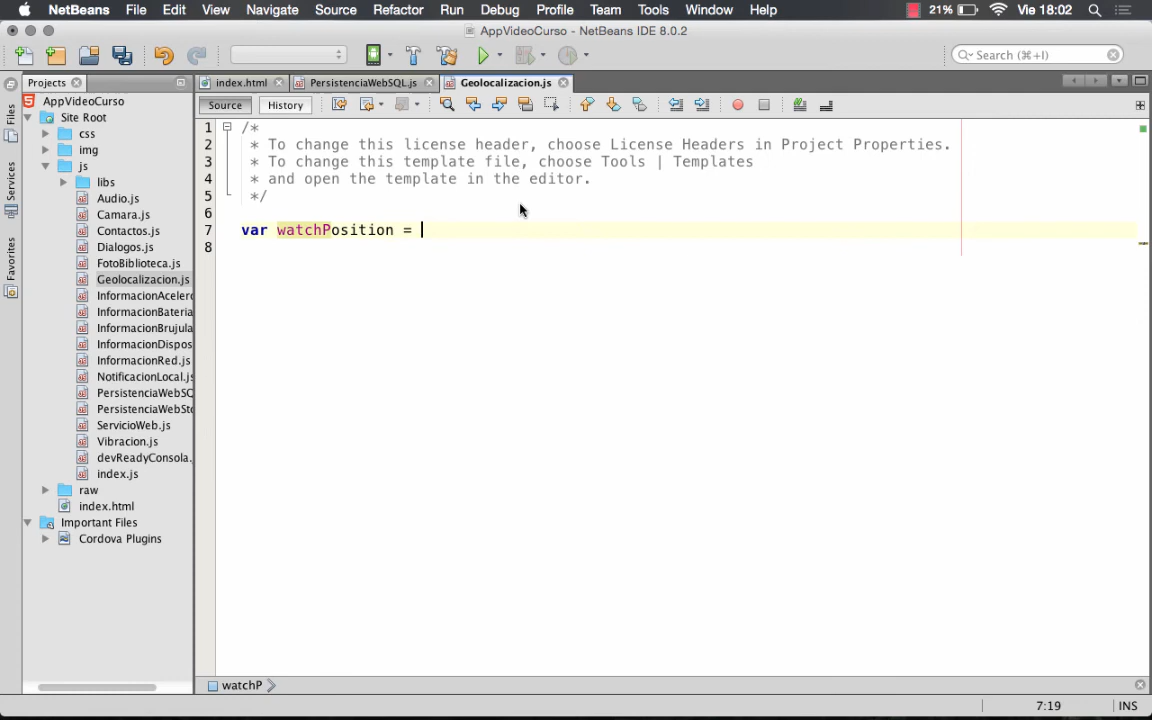 NetBeans File Edit View Navigate Source Refactor Run Debug Profile Team Tools Window Help 21% Vie 18:02
AppVideoCurso - NetBeans IDE 8.0.2
Search (⌘+I)
Projects
index.html PersistenciaWebSQL.js Geolocalizacion.js
Source History
Files
Services
Favorites
AppVideoCurso
Site Root
css
img
js
libs
Audio.js
Camara.js
Contactos.js
Dialogos.js
FotoBiblioteca.js
Geolocalizacion.js
InformacionAcelero
InformacionBateria
InformacionBrujula
InformacionDispos
InformacionRed.js
NotificacionLocal.js
PersistenciaWebSQ
PersistenciaWebSto
ServicioWeb.js
Vibracion.js
devReadyConsola.
index.js
raw
index.html
Important Files
Cordova Plugins
1 /*
2 * To change this license header, choose License Headers in Project Properties.
3 * To change this template file, choose Tools | Templates
4 * and open the template in the editor.
5 */
6
7 var watchPosition =
8
watchP
7:19 INS